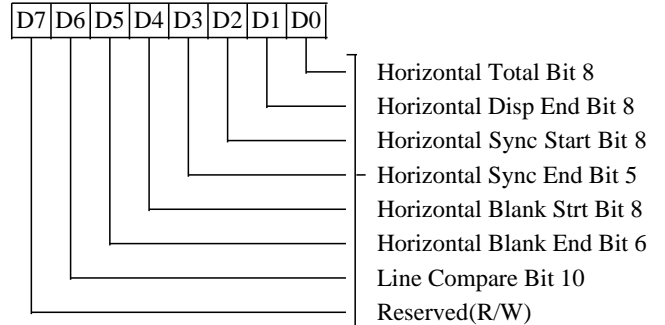 D7 D6 D5 D4 D3 D2 D1 D0
Horizontal Total Bit 8
Horizontal Disp End Bit 8
Horizontal Sync Start Bit 8
Horizontal Sync End Bit 5
Horizontal Blank Strt Bit 8
Horizontal Blank End Bit 6
Line Compare Bit 10
Reserved(R/W)